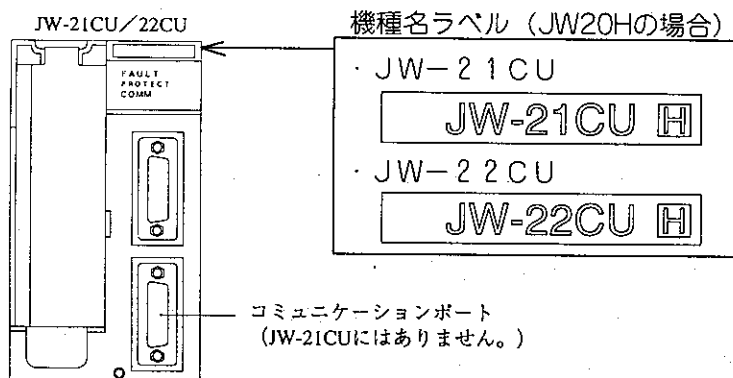 JW-21CU/22CU
機種名ラベル(JW20Hの場合)
FAULT
PROTECT
COMM
・JW-21CU
JW-21CU H
・JW-22CU
JW-22CU H
コミュニケーションポート
(JW-21CUにはありません。)